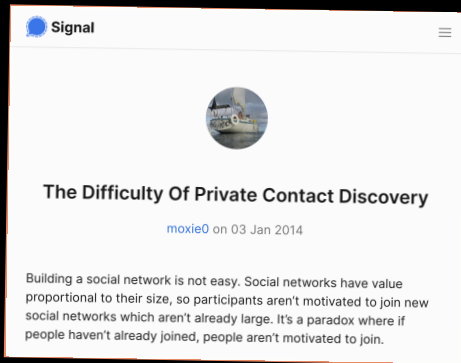 Signal
The Difficulty Of Private Contact Discovery
moxie0 on 03 Jan 2014
Building a social network is not easy. Social networks have value
proportional to their size, so participants aren’t motivated to join new
social networks which aren’t already large. It’s a paradox where if
people haven’t already joined, people aren’t motivated to join.